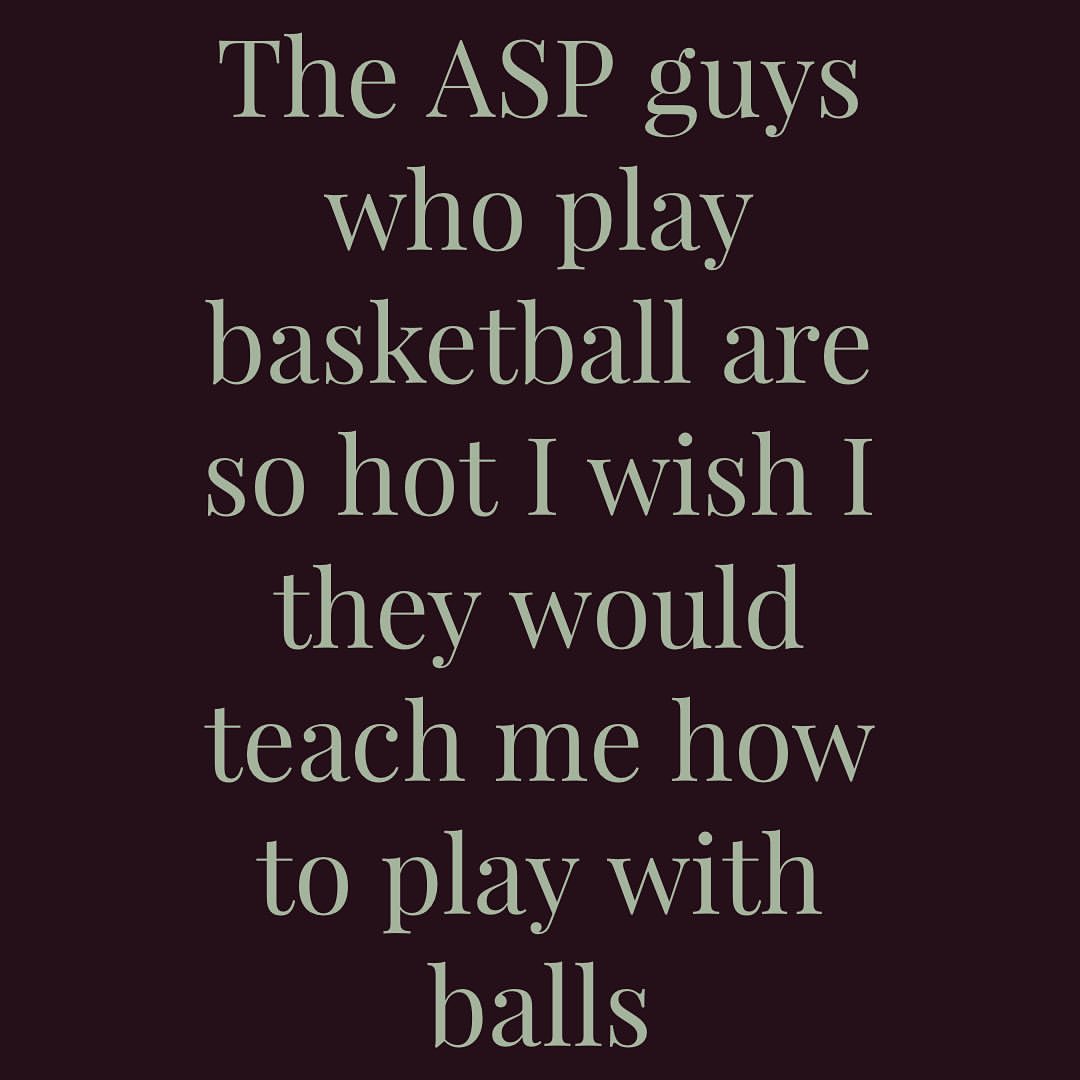 The ASP guys
who play
basketball are
so hot I wish I
they would
teach me how
to play with
balls